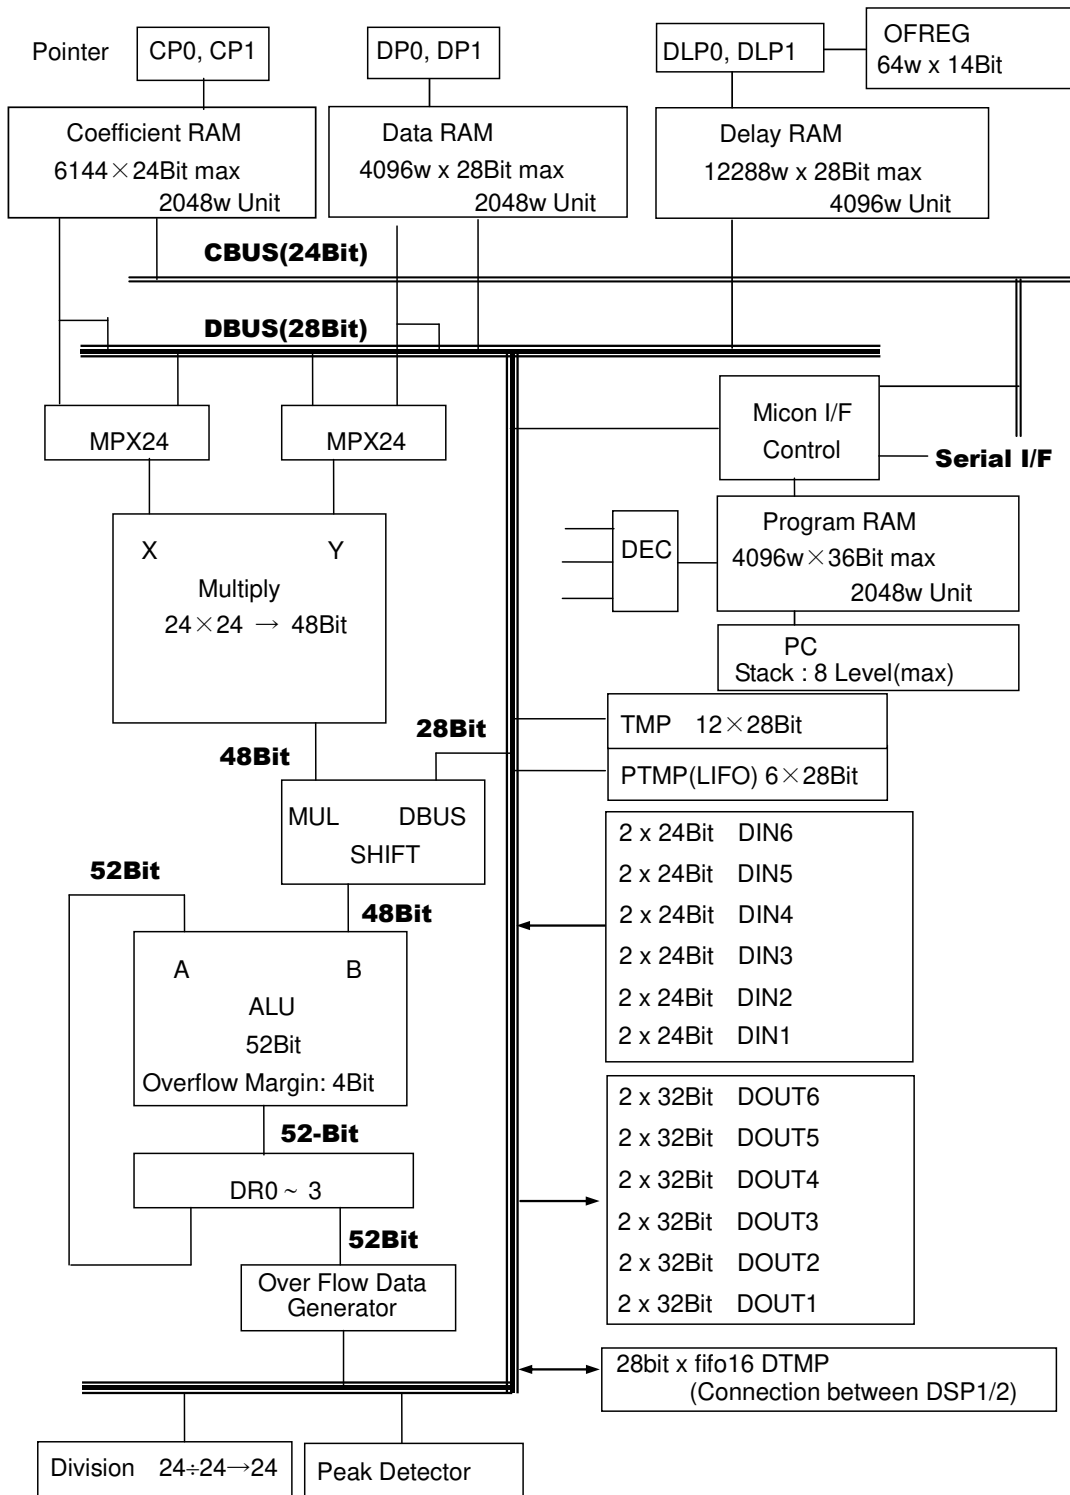 Pointer
CP0, CP1
DP0, DP1
DLP0, DLP1
OFREG
64w x 14Bit
Coefficient RAM
6144×24Bit max
2048w Unit
Data RAM
4096w x 28Bit max
2048w Unit
Delay RAM
12288w x 28Bit max
4096w Unit
CBUS(24Bit)
DBUS(28Bit)
MPX24
MPX24
Micon I/F
Control
Serial I/F
X
Y
Multiply
24×24 → 48Bit
DEC
Program RAM
4096w×36Bit max
2048w Unit
PC
Stack : 8 Level(max)
TMP 12×28Bit
PTMP(LIFO) 6×28Bit
48Bit
28Bit
MUL
DBUS
SHIFT
52Bit
48Bit
A
B
ALU
52Bit
Overflow Margin: 4Bit
2 x 24Bit DIN6
2 x 24Bit DIN5
2 x 24Bit DIN4
2 x 24Bit DIN3
2 x 24Bit DIN2
2 x 24Bit DIN1
52-Bit
DR0 ~ 3
52Bit
Over Flow Data
Generator
2 x 32Bit DOUT6
2 x 32Bit DOUT5
2 x 32Bit DOUT4
2 x 32Bit DOUT3
2 x 32Bit DOUT2
2 x 32Bit DOUT1
28bit x fifo16 DTMP
(Connection between DSP1/2)
Division 24÷24→24
Peak Detector